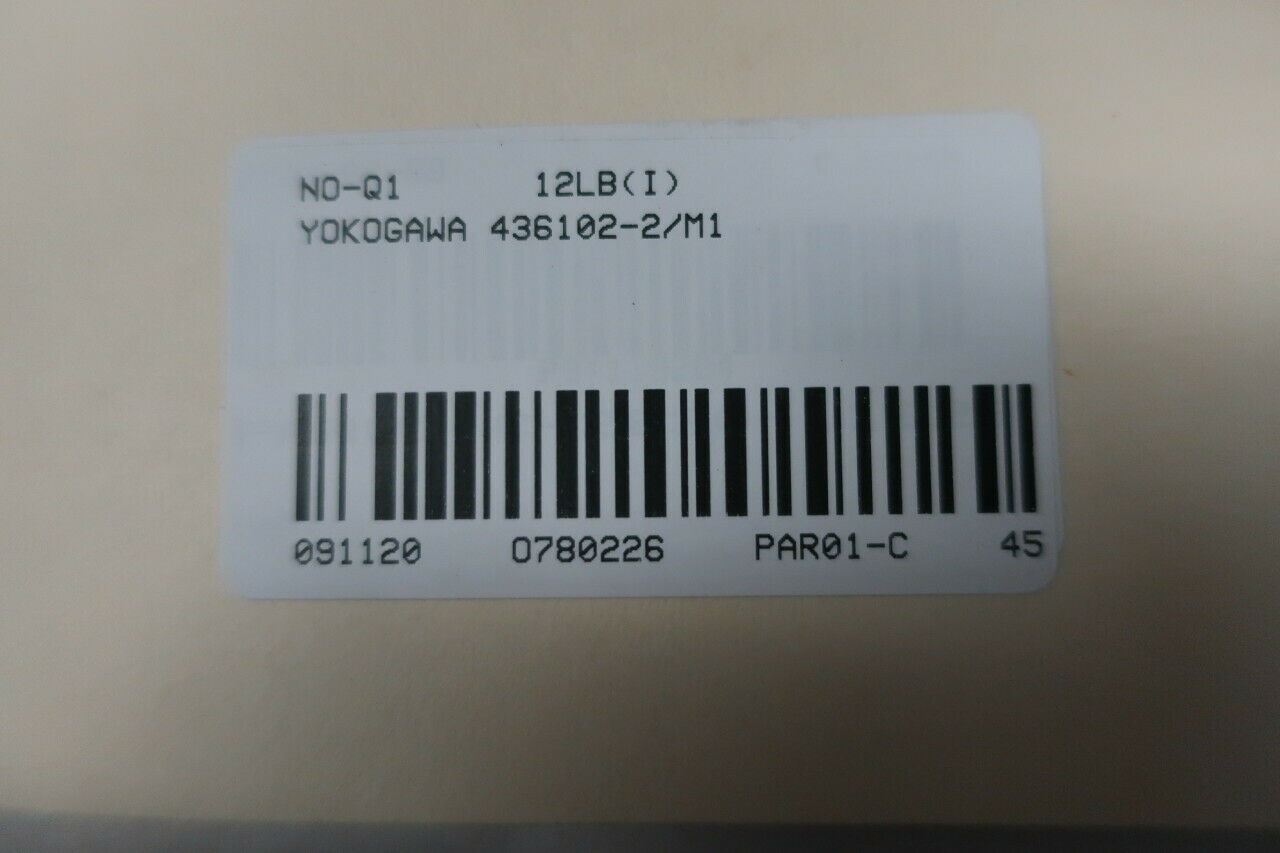 NO-Q1 12LB(I)
YOKOGAWA 436102-2/M1
091120 0780226 PAR01-C 45